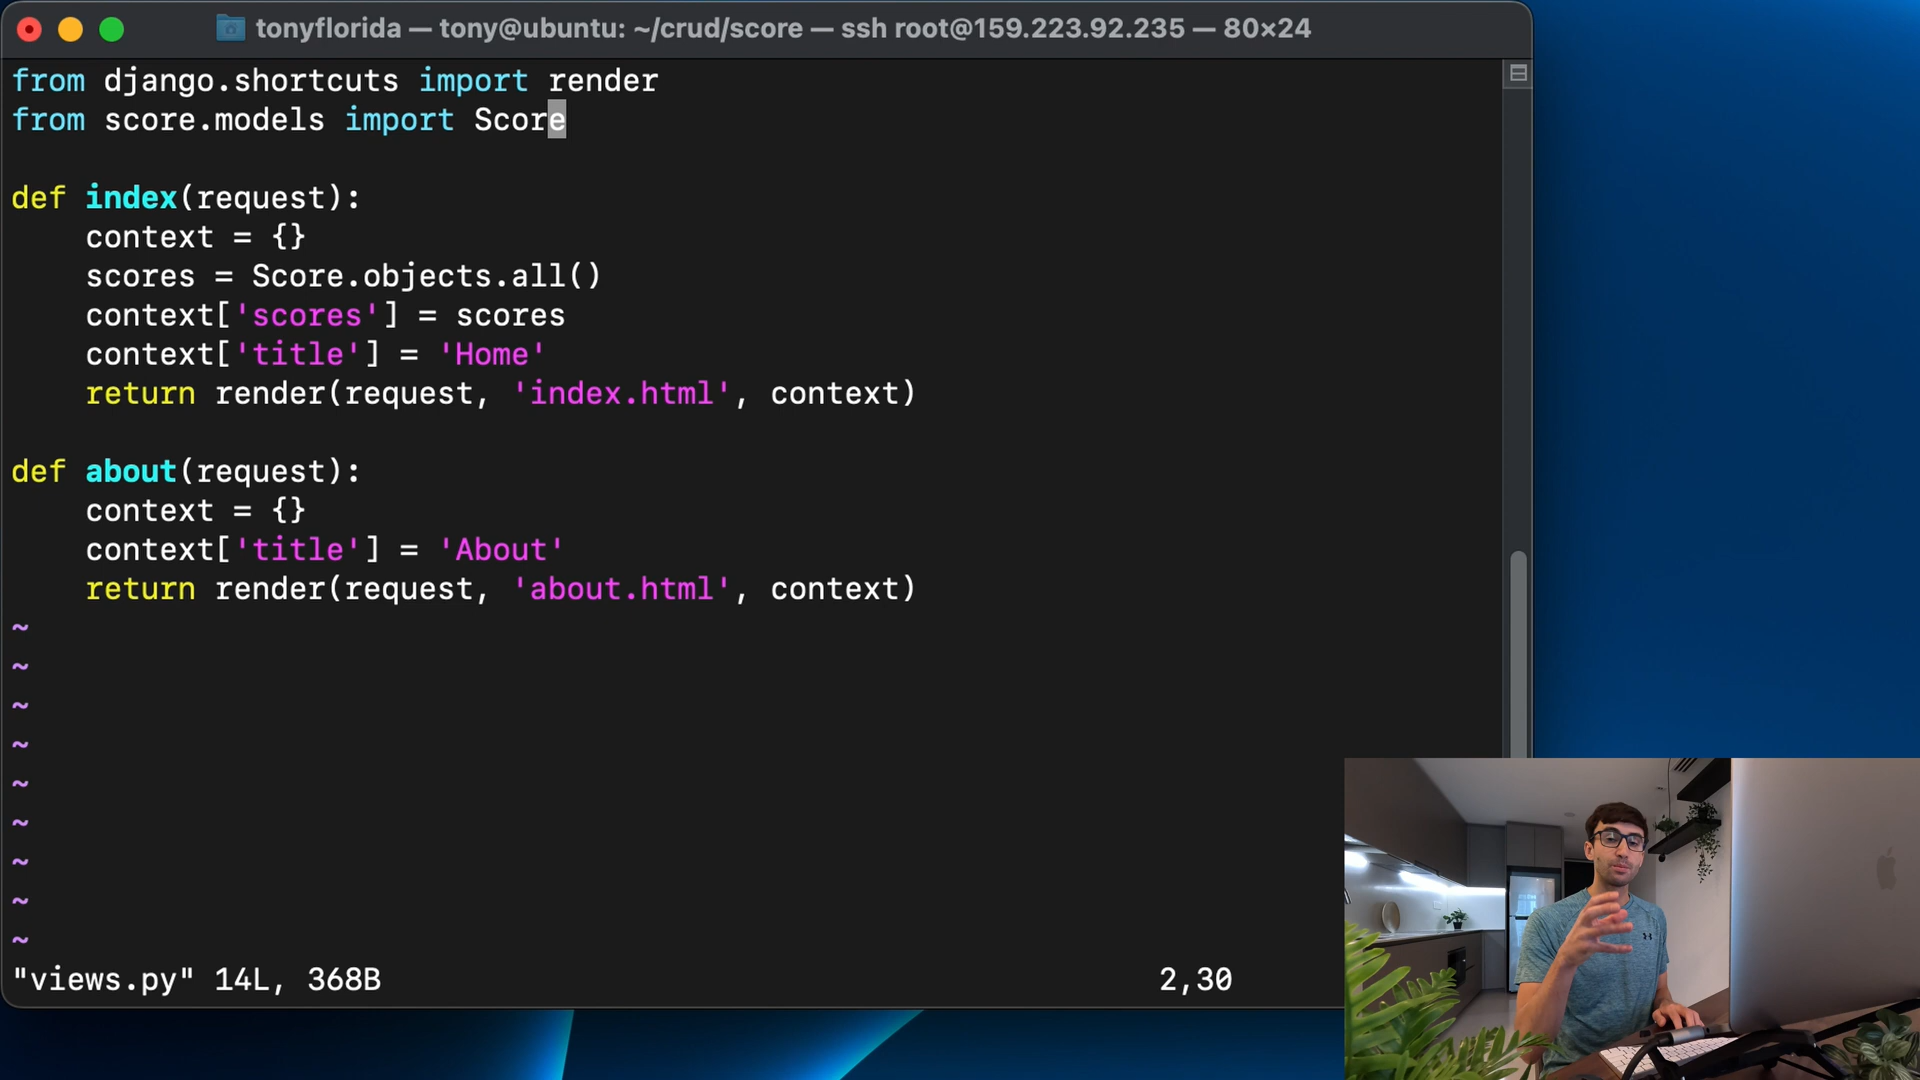 tonyflorida — tony@ubuntu: ~/crud/score — ssh root@159.223.92.235 — 80×24
from django.shortcuts import render
from score.models import Score
def index(request):
    context = {}
    scores = Score.objects.all()
    context['scores'] = scores
    context['title'] = 'Home'
    return render(request, 'index.html', context)
def about(request):
    context = {}
    context['title'] = 'About'
    return render(request, 'about.html', context)
~
~
~
~
~
~
~
~
~
"views.py" 14L, 368B 2,30